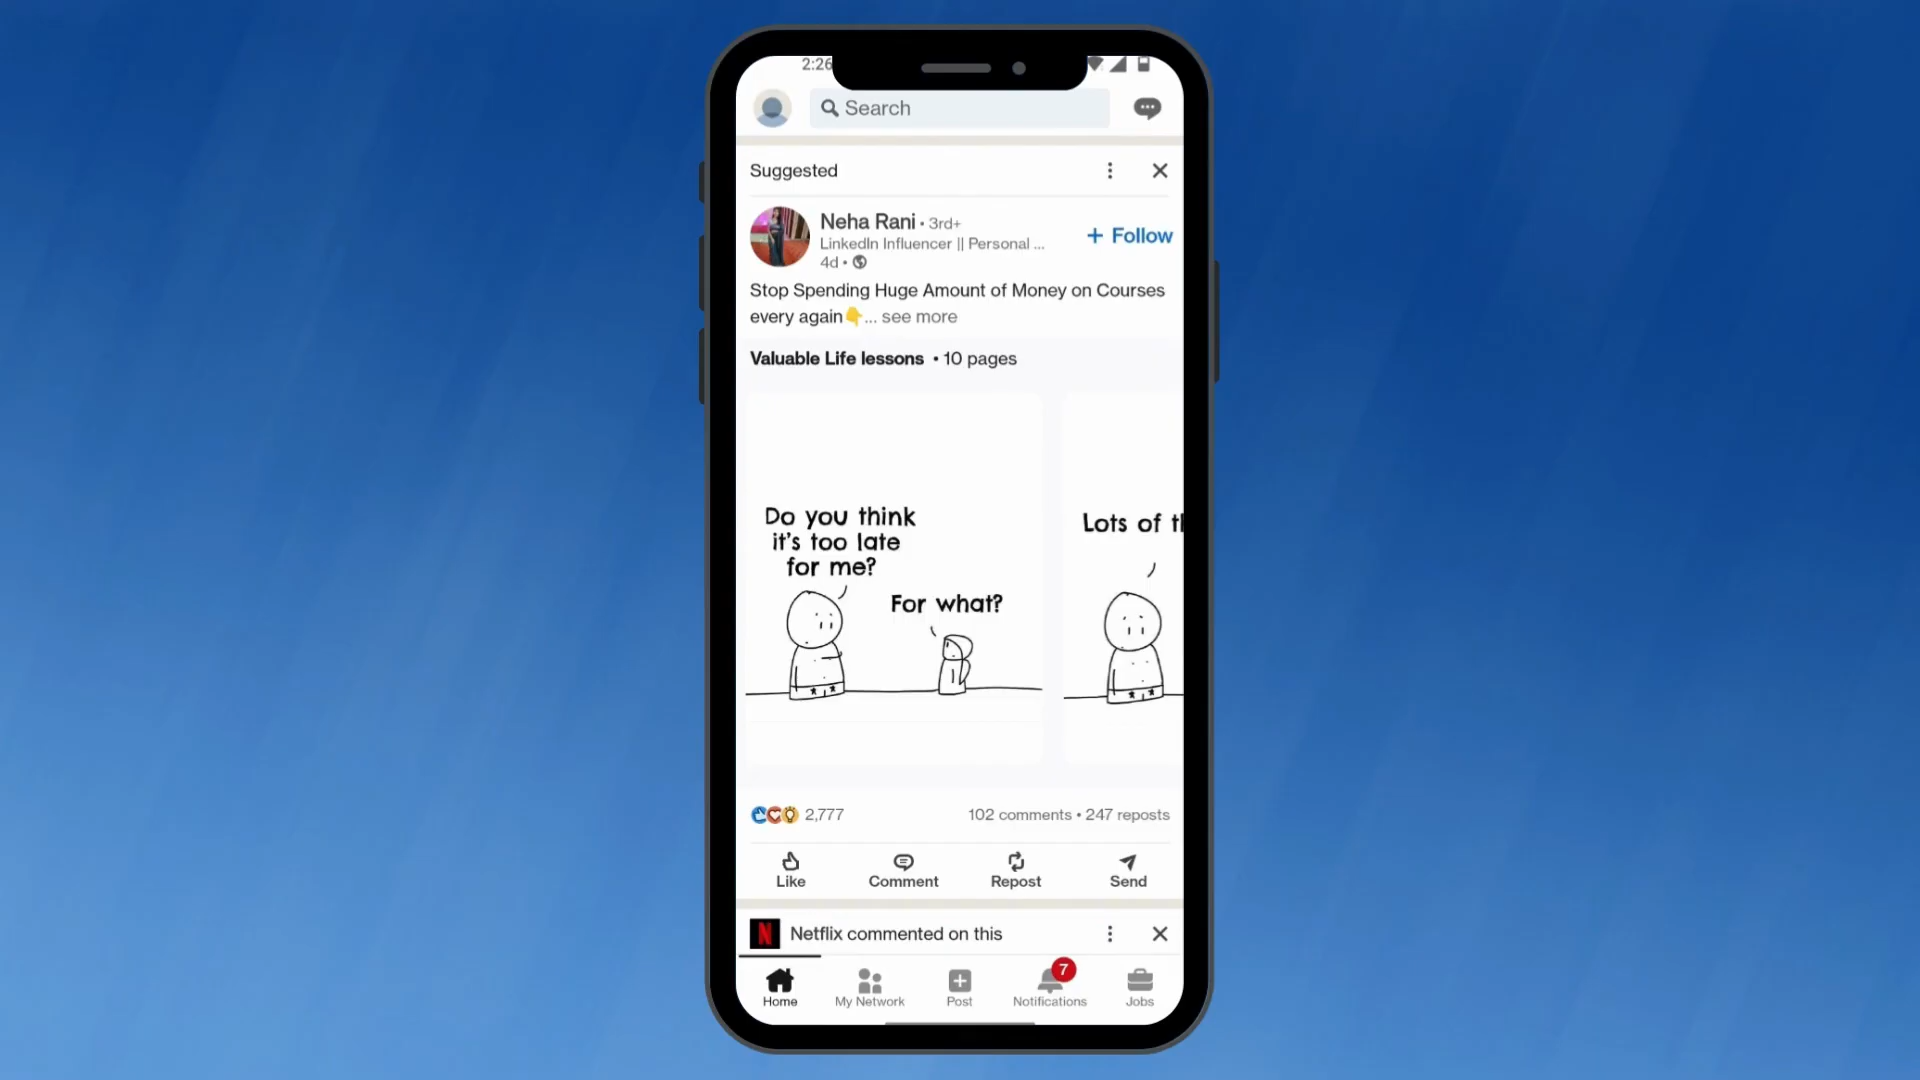 2:26
Search
Suggested
Neha Rani • 3rd+
LinkedIn Influencer || Personal ...
4d •
+ Follow
Stop Spending Huge Amount of Money on Courses
every again👇... see more
Valuable Life lessons • 10 pages
Do you think
it's too late
for me?
For what?
Lots of
2,777
102 comments • 247 reposts
Like
Comment
Repost
Send
N
Netflix commented on this
7
Home
My Network
Post
Notifications
Jobs